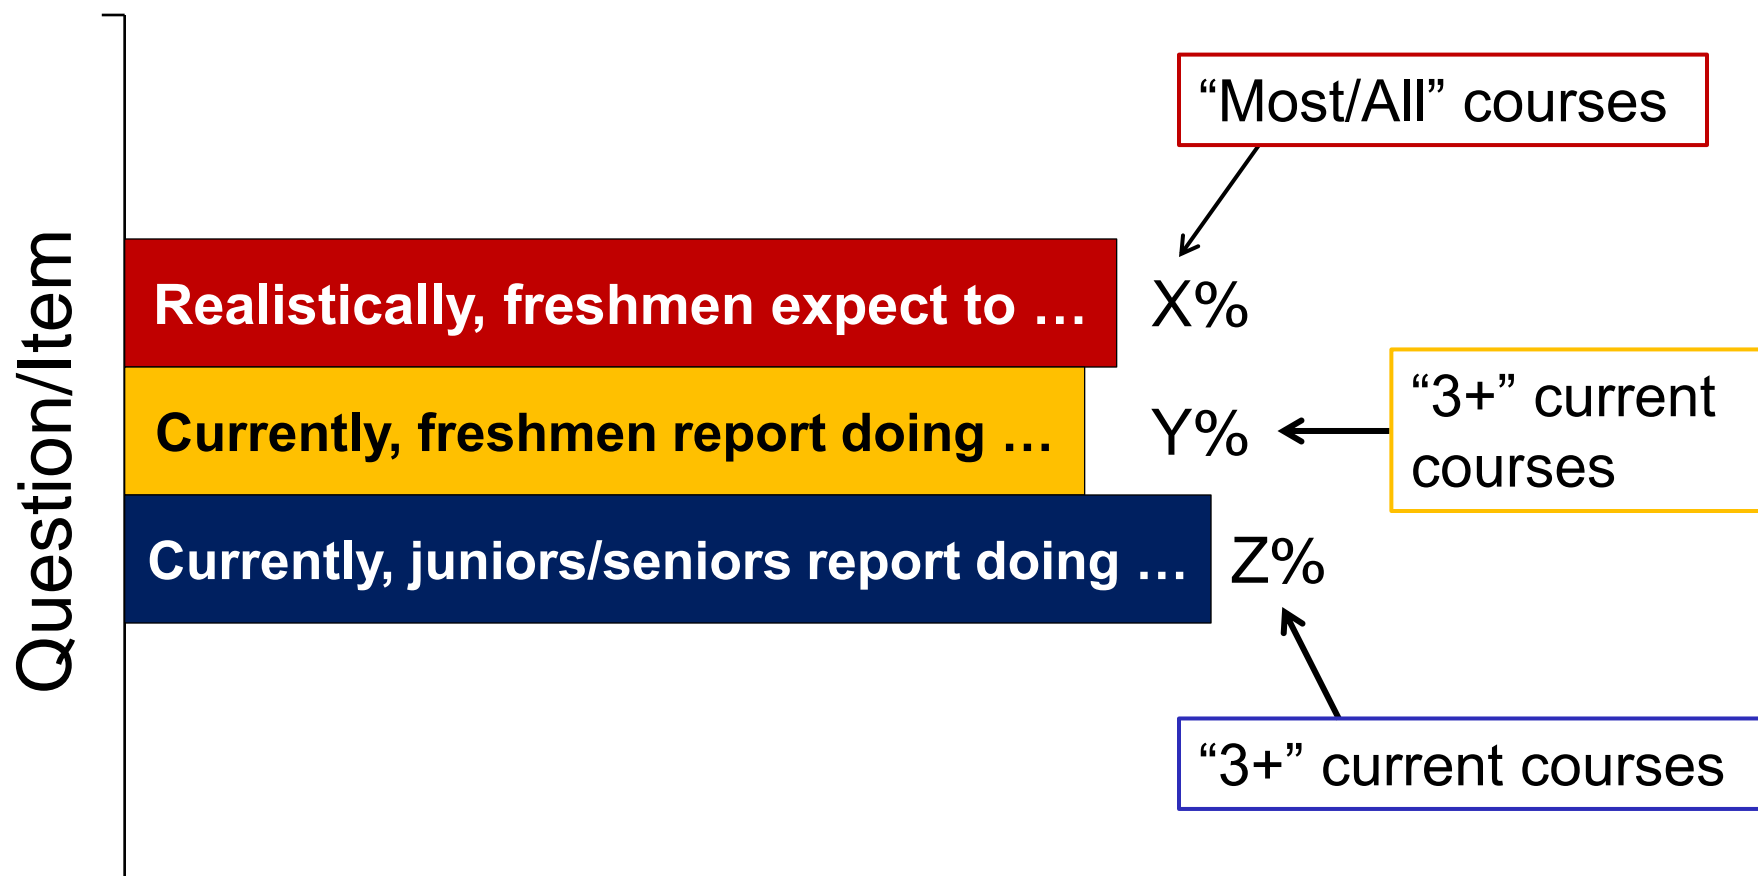 Question/Item
“Most/All” courses
Realistically, freshmen expect to …
X%
Currently, freshmen report doing …
Y%
“3+” current
courses
Currently, juniors/seniors report doing …
Z%
“3+” current courses